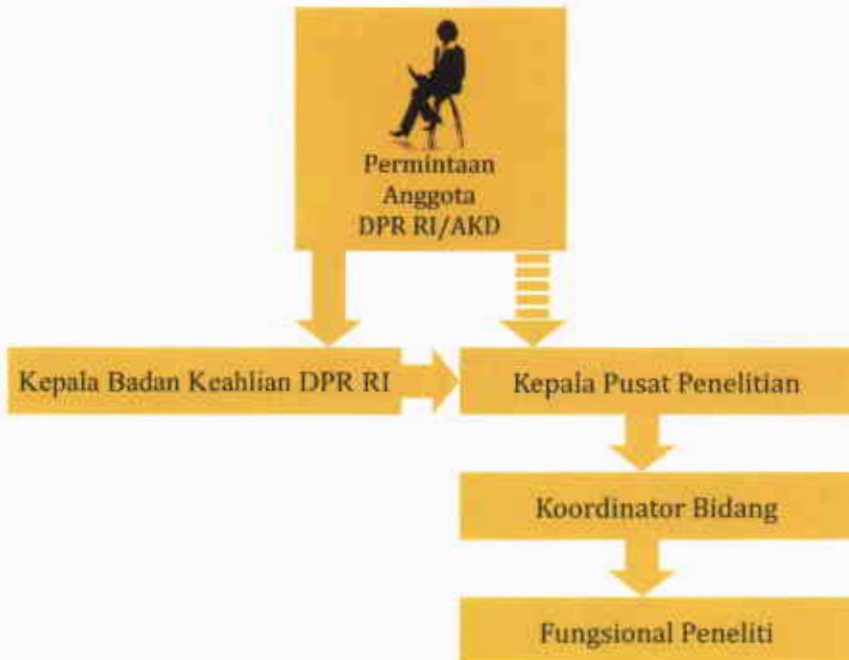 Permintaan
Anggota
DPR RI/AKD
Kepala Badan Keahlian DPR RI
Kepala Pusat Penelitian
Koordinator Bidang
Fungsional Peneliti